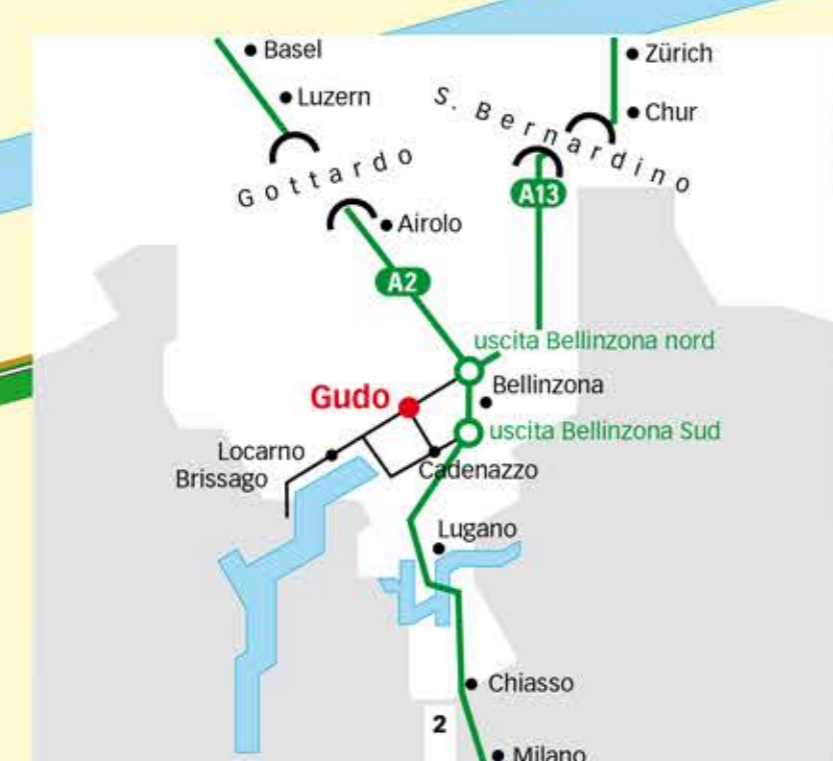 Basel
Zürich
Luzern
S. Bernardino
Chur
Gottardo
A13
Airolo
A2
uscita Bellinzona nord
Bellinzona
Gudo
uscita Bellinzona Sud
Locarno
Cadenazzo
Brissago
Lugano
Chiasso
2
Milano